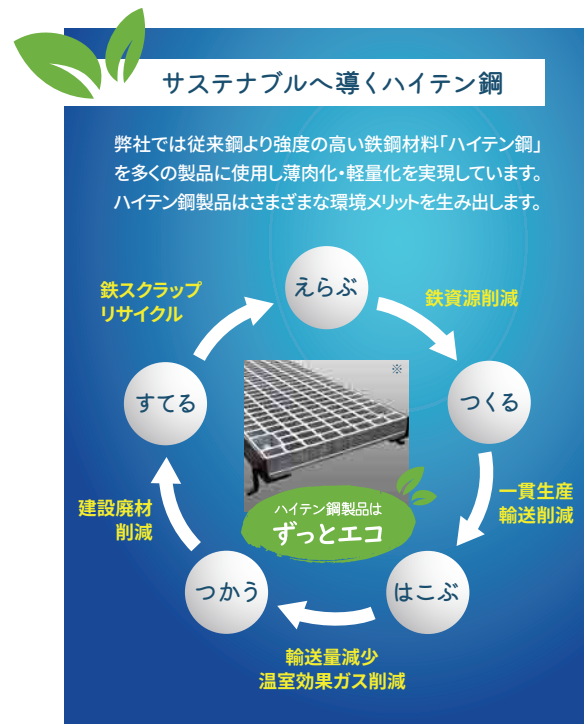 サステナブルへ導くハイテン鋼
弊社では従来鋼より強度の高い鉄鋼材料「ハイテン鋼」
を多くの製品に使用し薄肉化・軽量化を実現しています。
ハイテン鋼製品はさまざまな環境メリットを生み出します。
えらぶ
鉄資源削減
つくる
一貫生産
輸送削減
はこぶ
輸送量減少
温室効果ガス削減
つかう
建設廃材
削減
すてる
鉄スクラップ
リサイクル
※
ハイテン鋼製品は
ずっとエコ